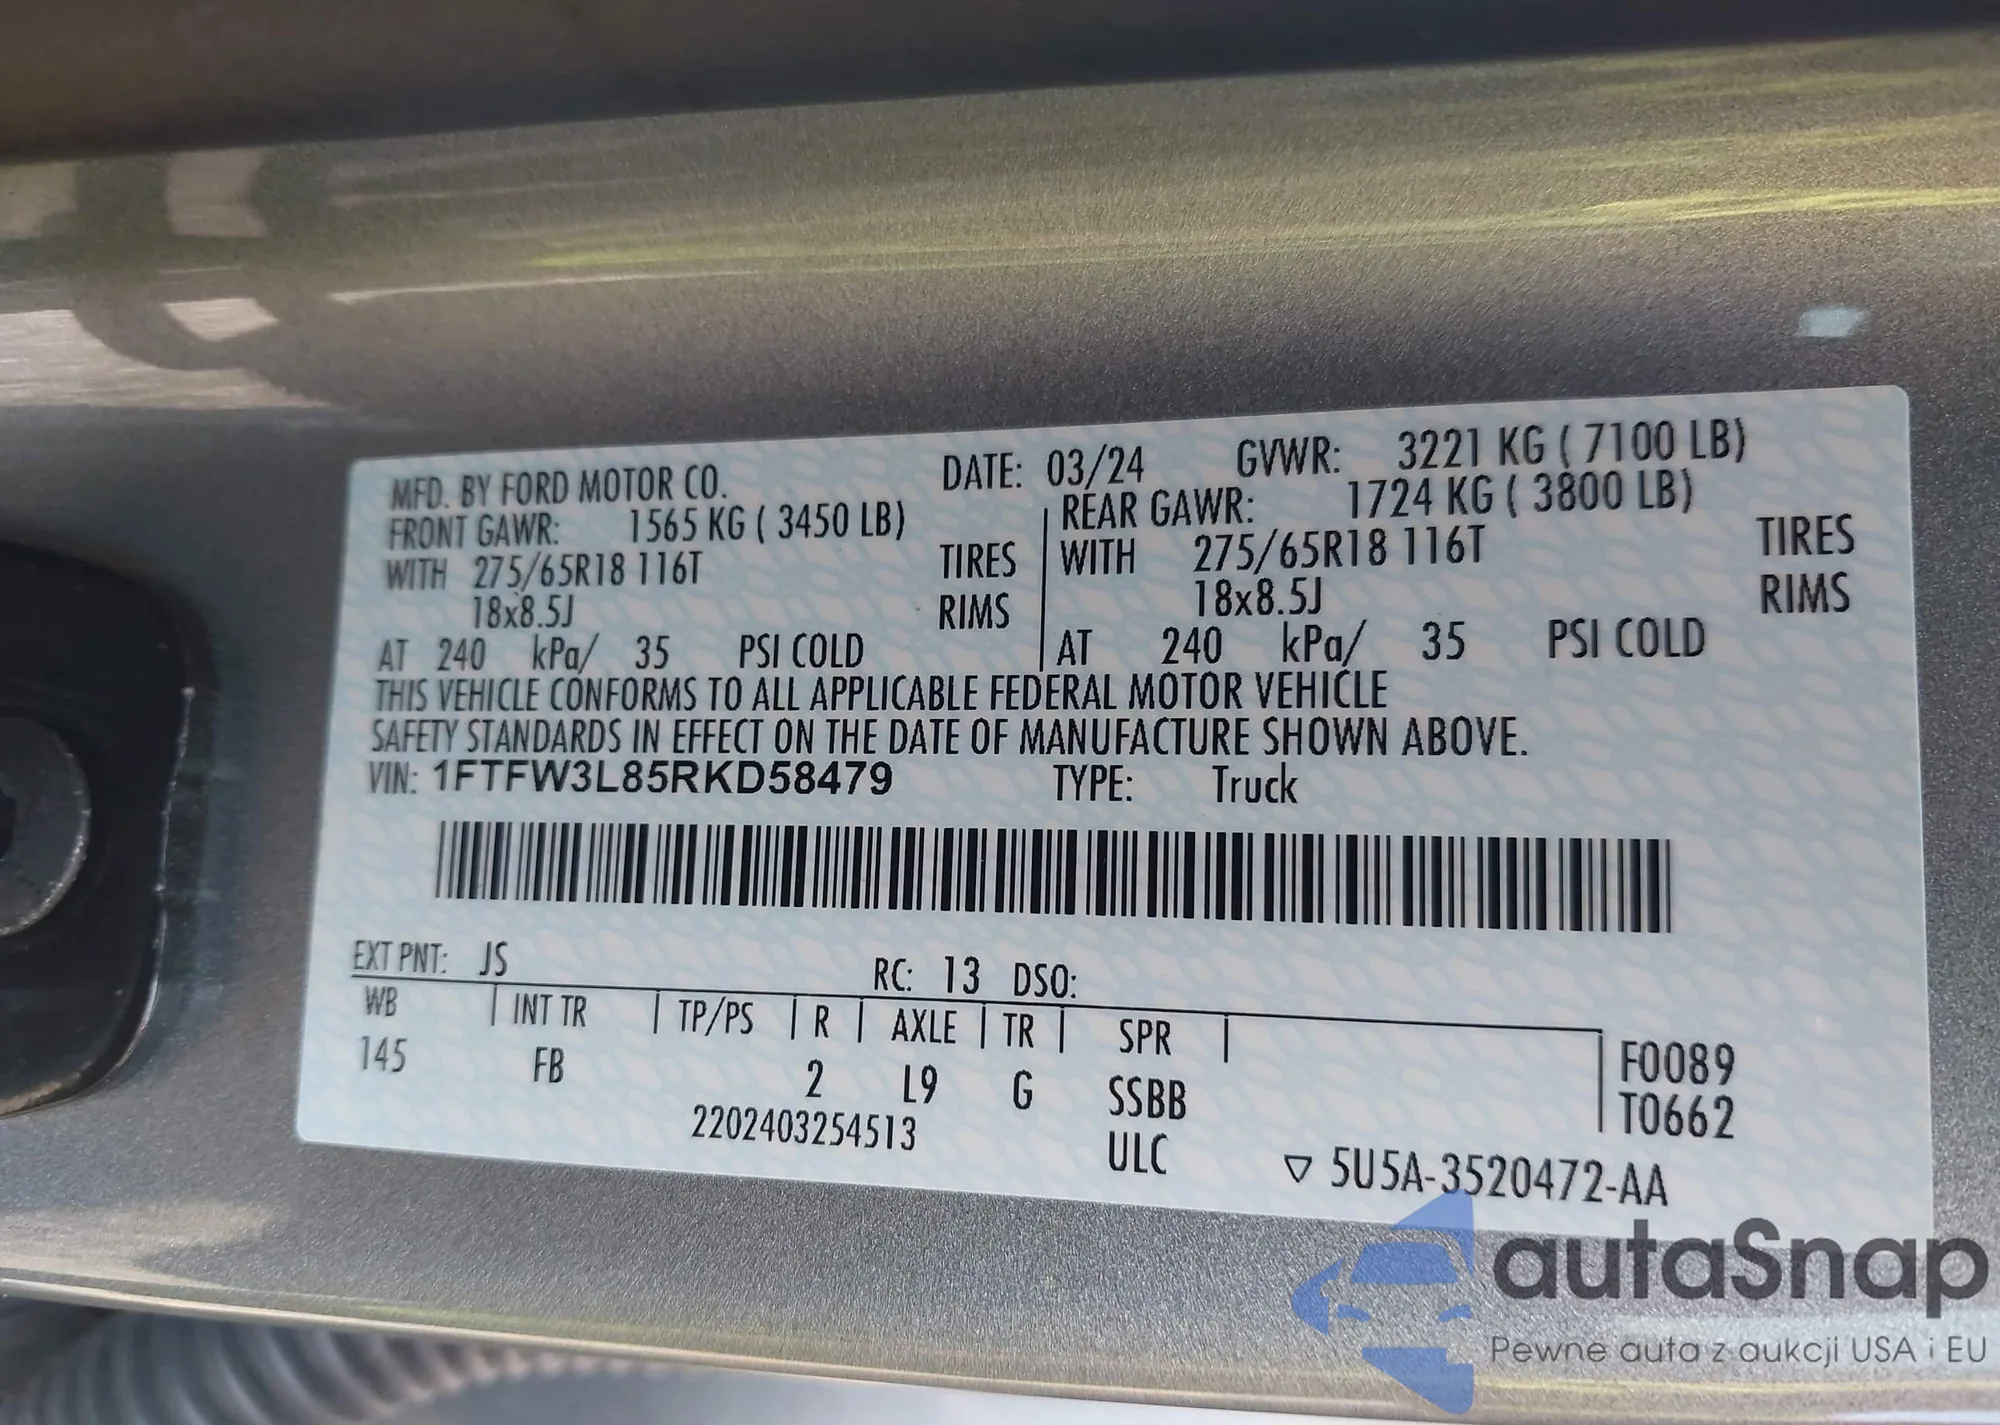 MFD. BY FORD MOTOR CO. DATE: 03/24 GVWR: 3221 KG ( 7100 LB)
FRONT GAWR: 1565 KG ( 3450 LB) REAR GAWR: 1724 KG ( 3800 LB)
WITH 275/65R18 116T TIRES WITH 275/65R18 116T TIRES
18x8.5J RIMS 18x8.5J RIMS
AT 240 kPa/ 35 PSI COLD AT 240 kPa/ 35 PSI COLD
THIS VEHICLE CONFORMS TO ALL APPLICABLE FEDERAL MOTOR VEHICLE
SAFETY STANDARDS IN EFFECT ON THE DATE OF MANUFACTURE SHOWN ABOVE.
VIN: 1FTFW3L85RKD58479 TYPE: Truck
EXT PNT: JS RC: 13 DSO:
WB INT TR TP/PS R AXLE TR SPR F0089
145 FB 2 L9 G SSBB T0662
2202403254513 ULC ▽ 5U5A-3520472-AA
autaSnap
Pewne auta z aukcji USA i EU